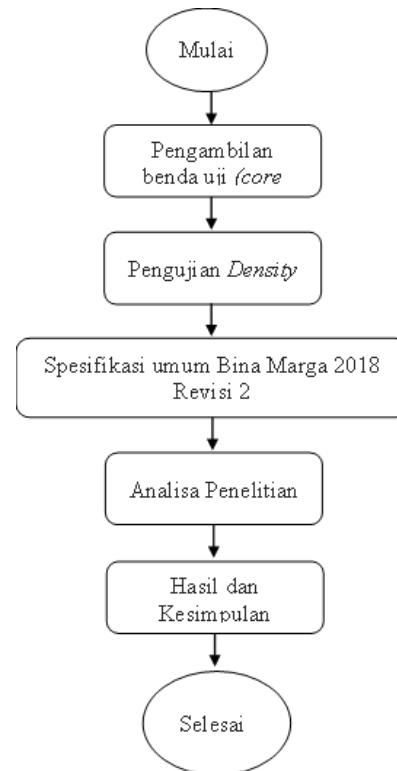 Mulai
Pengambilan
benda uji (core
Pengujian Density
Spesifikasi umum Bina Marga 2018
Revisi 2
Analisa Penelitian
Hasil dan
Kesimpulan
Selesai